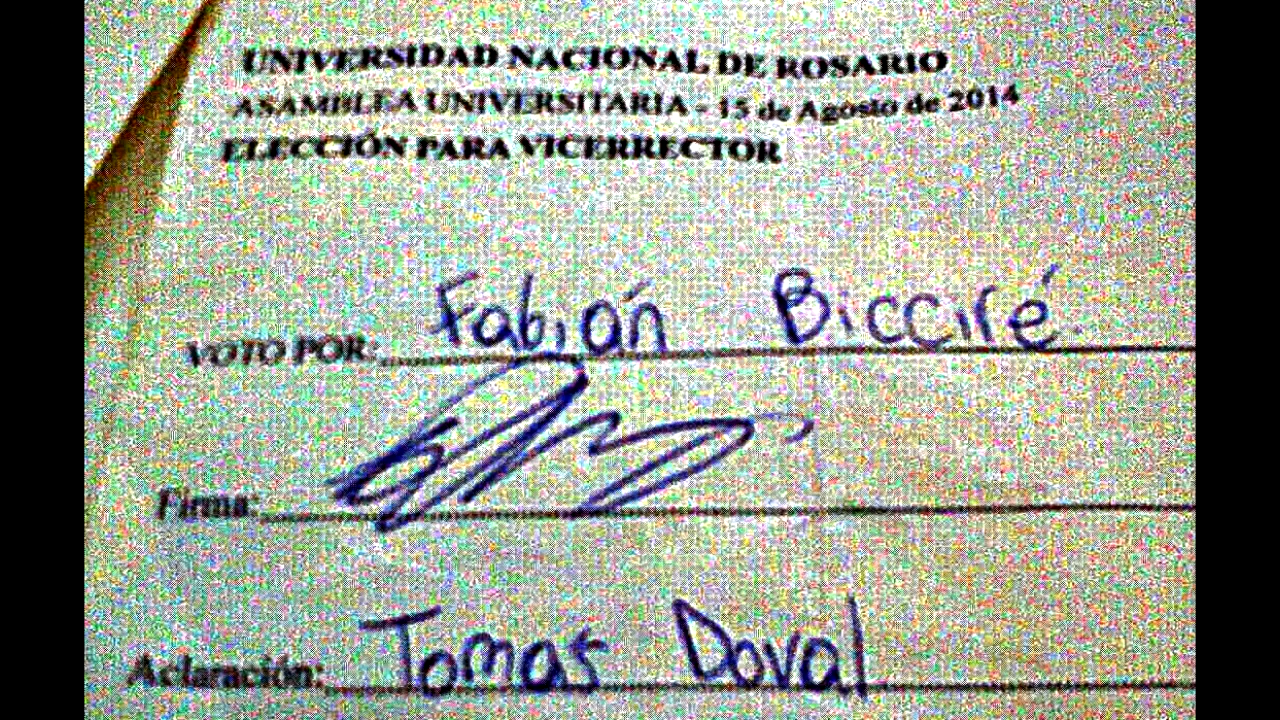 UNIVERSIDAD NACIONAL DE ROSARIO
ASAMBLEA UNIVERSITARIA - 15 de Agosto de 2014
ELECCIÓN PARA VICERRECTOR
VOTO POR: Fabián Bicciré
Firma:
Aclaración: Tomas Doval